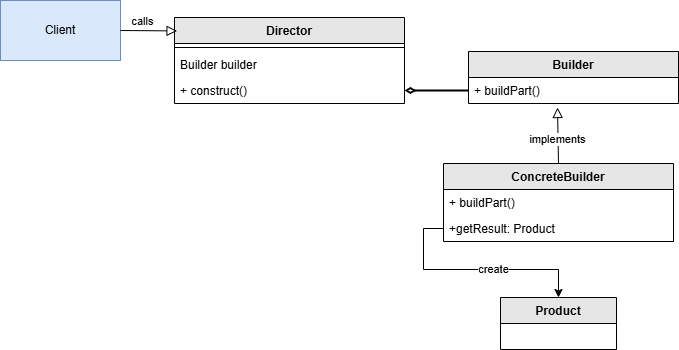 Client
calls
Director
Builder builder
+ construct()
Builder
+ buildPart()
implements
ConcreteBuilder
+ buildPart()
+getResult: Product
create
Product